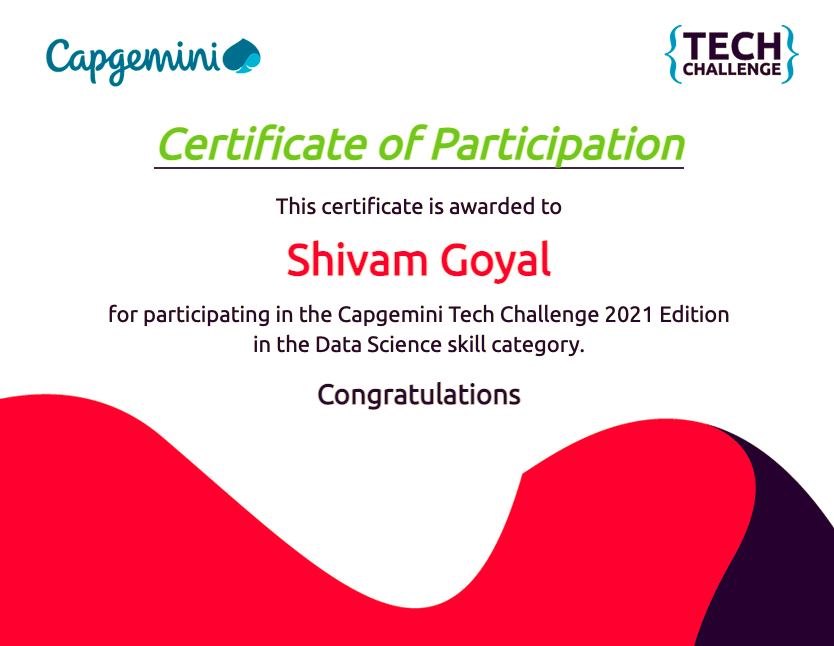 Capgemini
{TECH
CHALLENGE}
Certificate of Participation
This certificate is awarded to
Shivam Goyal
for participating in the Capgemini Tech Challenge 2021 Edition
in the Data Science skill category.
Congratulations